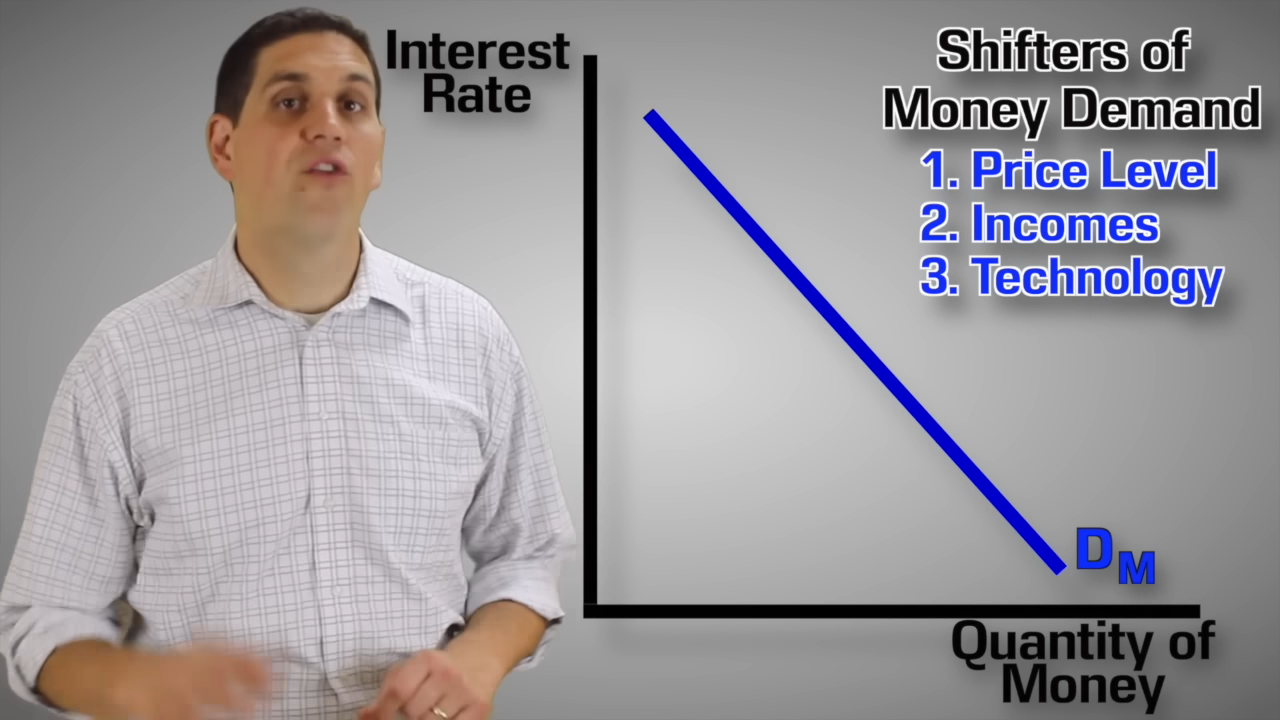 Interest
Rate
Shifters of
Money Demand
1. Price Level
2. Incomes
3. Technology
DM
Quantity of
Money